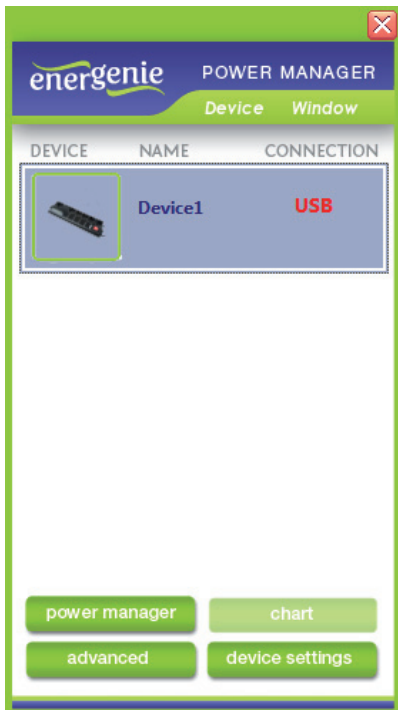 energenie POWER MANAGER
Device Window
DEVICE NAME CONNECTION
Device1 USB
power manager chart
advanced device settings